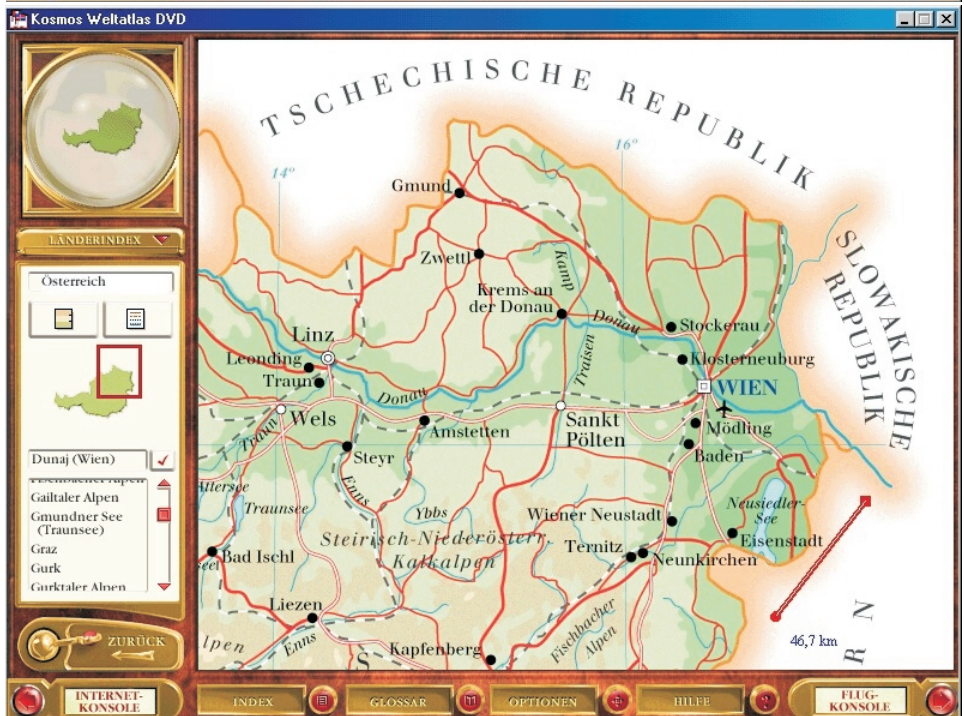 Kosmos Weltatlas DVD
TSCHECHISCHE REPUBLIK
SLOWAKISCHE
REPUBLIK
14°
16°
Gmund
Zwettl
Kamp
Krems an
der Donau
Donau
Stockerau
Linz
Traisen
Klosterneuburg
Leonding
Traun
WIEN
Donau
Wels
Sankt
Pölten
Mödling
Amstetten
Traun
Steyr
Baden
Enns
Attersee
Traunsee
Ybbs
Neusiedler-
See
Wiener Neustadt
Steirisch-Niederösterr.
Kalkalpen
Eisenstadt
Bad Ischl
see
Ternitz
Neunkirchen
Liezen
Enns
Fischbacher
Alpen
Kapfenberg
lpen
S
46,7 km
R N
LÄNDERINDEX
Österreich
Dunaj (Wien)
Fischbacher Alpen
Gailtaler Alpen
Gmundner See
(Traunsee)
Graz
Gurk
Gurktaler Alpen
ZURÜCK
INTERNET-
KONSOLE
INDEX
GLOSSAR
OPTIONEN
HILFE
?
FLUG-
KONSOLE